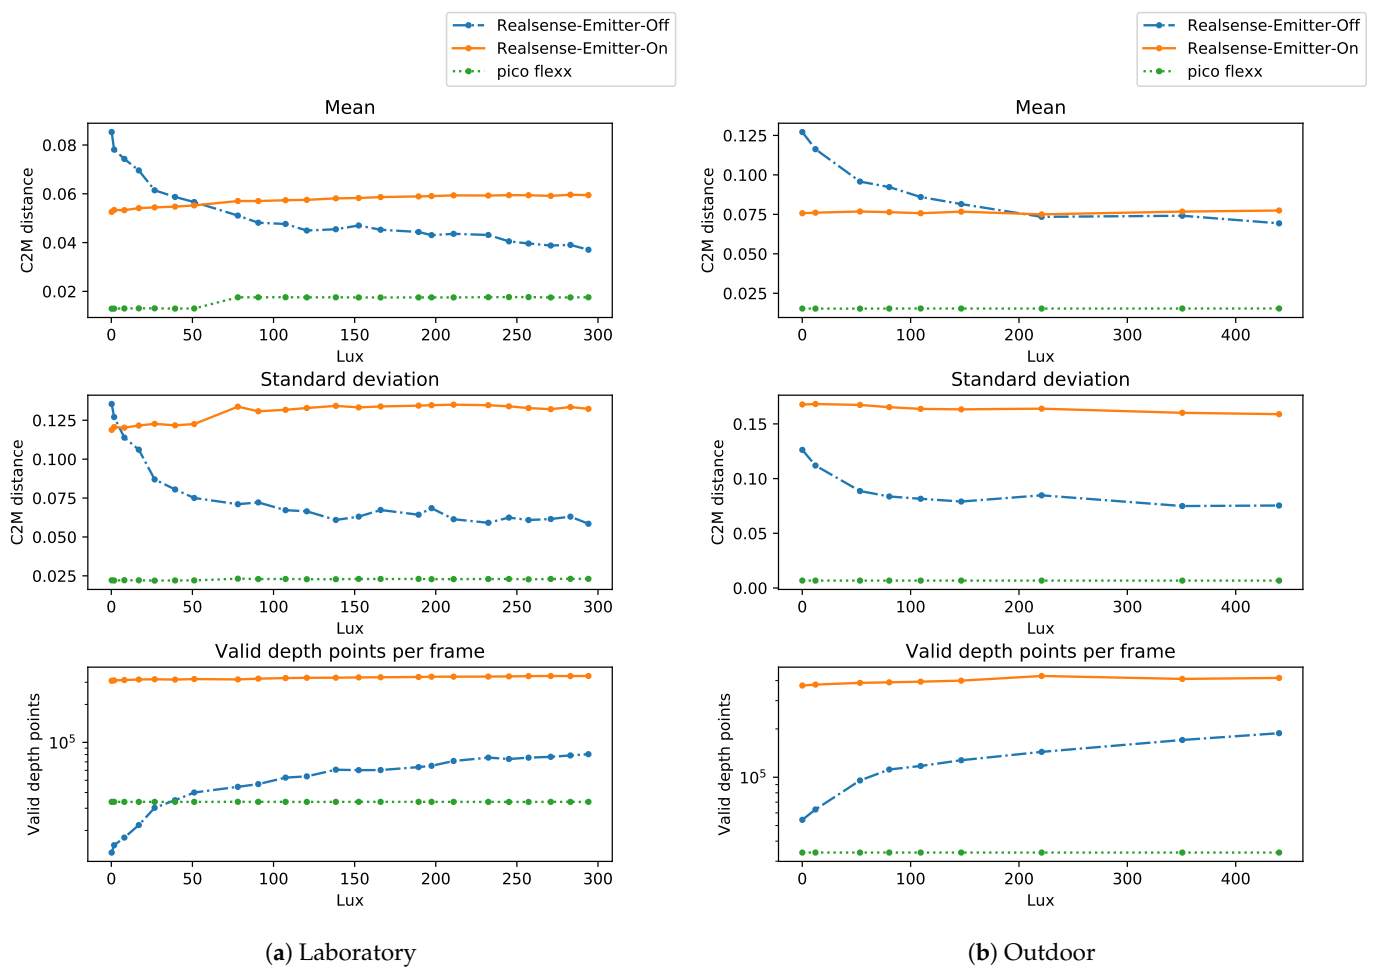 Realsense-Emitter-Off
Realsense-Emitter-On
pico flexx
Mean
0.08
0.06
0.04
0.02
C2M distance
0 50 100 150 200 250 300
Lux
Standard deviation
0.125
0.100
0.075
0.050
0.025
C2M distance
0 50 100 150 200 250 300
Lux
Valid depth points per frame
10^5
Valid depth points
0 50 100 150 200 250 300
Lux
(a) Laboratory
Realsense-Emitter-Off
Realsense-Emitter-On
pico flexx
Mean
0.125
0.100
0.075
0.050
0.025
C2M distance
0 100 200 300 400
Lux
Standard deviation
0.15
0.10
0.05
0.00
C2M distance
0 100 200 300 400
Lux
Valid depth points per frame
10^5
Valid depth points
0 100 200 300 400
Lux
(b) Outdoor